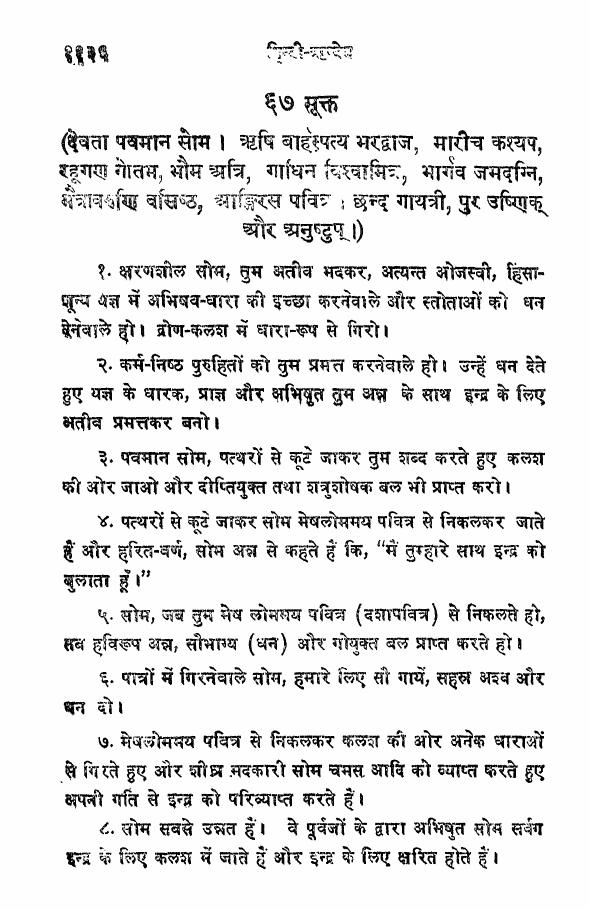 ११३६ हिन्दी-ऋग्वेद
६७ सूक्त
(देवता पवमान सोम। ऋषि बार्हस्पत्य भरद्वाज, मारीच कश्यप,
रहूगण गोतम, भौम अत्रि, गाधिन विश्वामित्र, भार्गव जमदग्नि,
मैत्रावरुणि वसिष्ठ, आङ्गिरस पवित्र। छन्द गायत्री, पुर उष्णिक्
और अनुष्टुप्।)
१. क्षरणशील सोम, तुम अतीव मदकर, अत्यन्त ओजस्वी, हिंसा-
शून्य यज्ञ में अभिषव-धारा की इच्छा करनेवाले और स्तोताओं को धन
देनेवाले हो। द्रोण-कलश में धारा-रूप से गिरो।
२. कर्म-निष्ठ पुरुहितों को तुम प्रमत्त करनेवाले हो। उन्हें धन देते
हुए यज्ञ के धारक, प्राज्ञ और अभिषुत तुम अन्न के साथ इन्द्र के लिए
अतीव प्रमत्तकर बनो।
३. पवमान सोम, पत्थरों से कूटे जाकर तुम शब्द करते हुए कलश
की ओर जाओ और दीप्तियुक्त तथा शत्रुशोषक बल भी प्राप्त करो।
४. पत्थरों से कूटे जाकर सोम मेषलोममय पवित्र से निकलकर जाते
हैं और हरित-वर्ण, सोम अन्न से कहते हैं कि, “मैं तुम्हारे साथ इन्द्र को
बुलाता हूँ।”
५. सोम, जब तुम मेष लोममय पवित्र (दशापवित्र) से निकलते हो,
तब हविरूप अन्न, सौभाग्य (धन) और गोयुक्त बल प्राप्त करते हो।
६. पात्रों में गिरनेवाले सोम, हमारे लिए सौ गायें, सहस्र अश्व और
धन दो।
७. मेषलोममय पवित्र से निकलकर कलश की ओर अनेक धाराओं
से गिरते हुए और शीघ्र मदकारी सोम चमस आदि को व्याप्त करते हुए
अपनी गति से इन्द्र को परिव्याप्त करते हैं।
८. सोम सबसे उन्नत हैं। वे पूर्वजों के द्वारा अभिषुत सोम सर्वग
इन्द्र के लिए कलश में जाते हैं और इन्द्र के लिए क्षरित होते हैं।